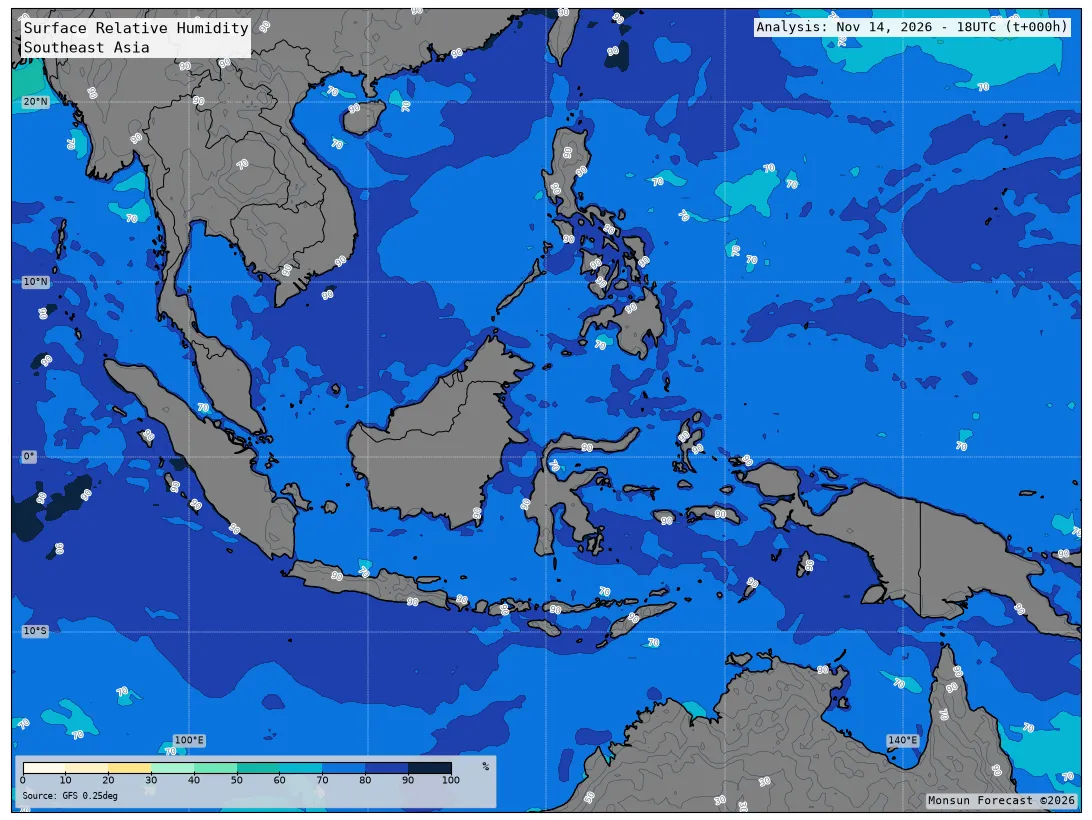 Surface Relative Humidity
Southeast Asia
Analysis: Nov 14, 2026 - 18UTC (t+000h)
20°N
10°N
0°
10°S
100°E
140°E
0 10 20 30 40 50 60 70 80 90 100
%
Source: GFS 0.25deg
Monsun Forecast ©2026